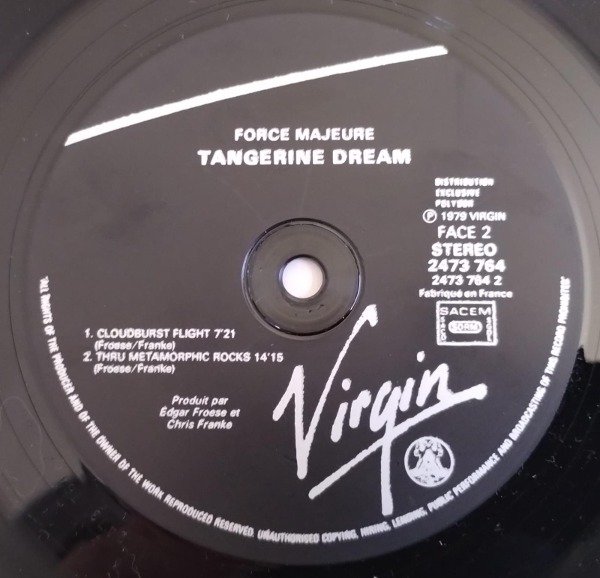 FORCE MAJEURE
TANGERINE DREAM
DISTRIBUTION
EXCLUSIVE
POLYDOR
Ⓟ 1979 VIRGIN
FACE 2
STEREO
2473 764
2473 764 2
Fabriqué en France
SACEM
SDRM
1. CLOUDBURST FLIGHT 7'21
(Froese/Franke)
2. THRU METAMORPHIC ROCKS 14'15
(Froese/Franke)
Produit par
Edgar Froese et
Chris Franke
Virgin
"ALL RIGHTS OF THE PRODUCER AND OF THE OWNER OF THE WORK REPRODUCED RESERVED. UNAUTHORISED COPYING, HIRING, LENDING, PUBLIC PERFORMANCE AND BROADCASTING OF THIS RECORD PROHIBITED"